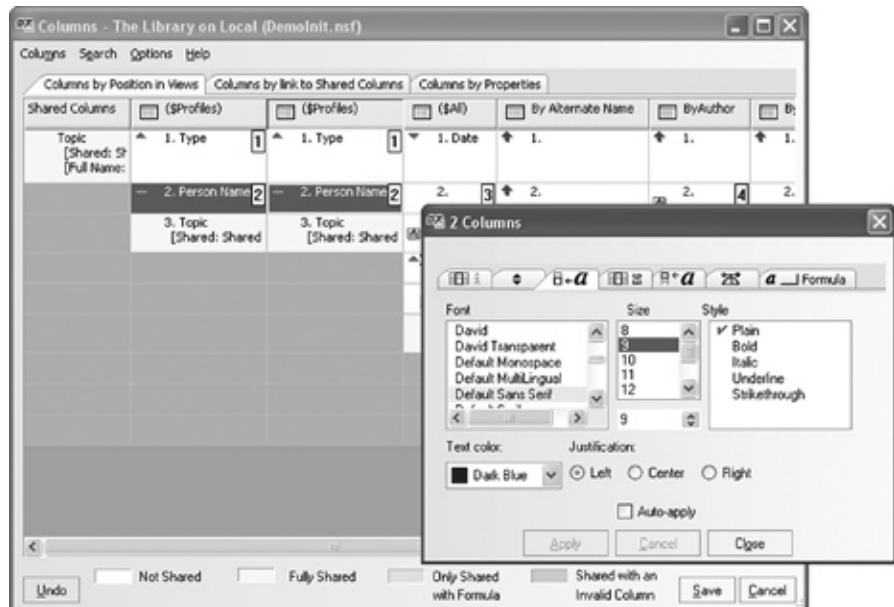 Columns - The Library on Local (DemoInit.nsf)
Columns Search Options Help
Columns by Position in Views Columns by link to Shared Columns Columns by Properties
Shared Columns ($Profiles) ($Profiles) ($All) By Alternate Name ByAuthor By
Topic 1. Type 1 1. Type 1 1. Date 1. 1. 1.
[Shared: Sh
[Full Name:
2. Person Name 2 2. Person Name 2 2. 3 2. 2. 4 2.
3. Topic 3. Topic
[Shared: Shared [Shared: Shared
2 Columns
Formula
Font Size Style
David 8 Plain
David Transparent 9 Bold
Default Monospace 10 Italic
Default MultiLingual 11 Underline
Default Sans Serif 12 Strikethrough
9
Text color: Justification:
Dark Blue Left Center Right
Auto-apply
Apply Cancel Close
Undo Not Shared Fully Shared Only Shared with Formula Shared with an Invalid Column Save Cancel